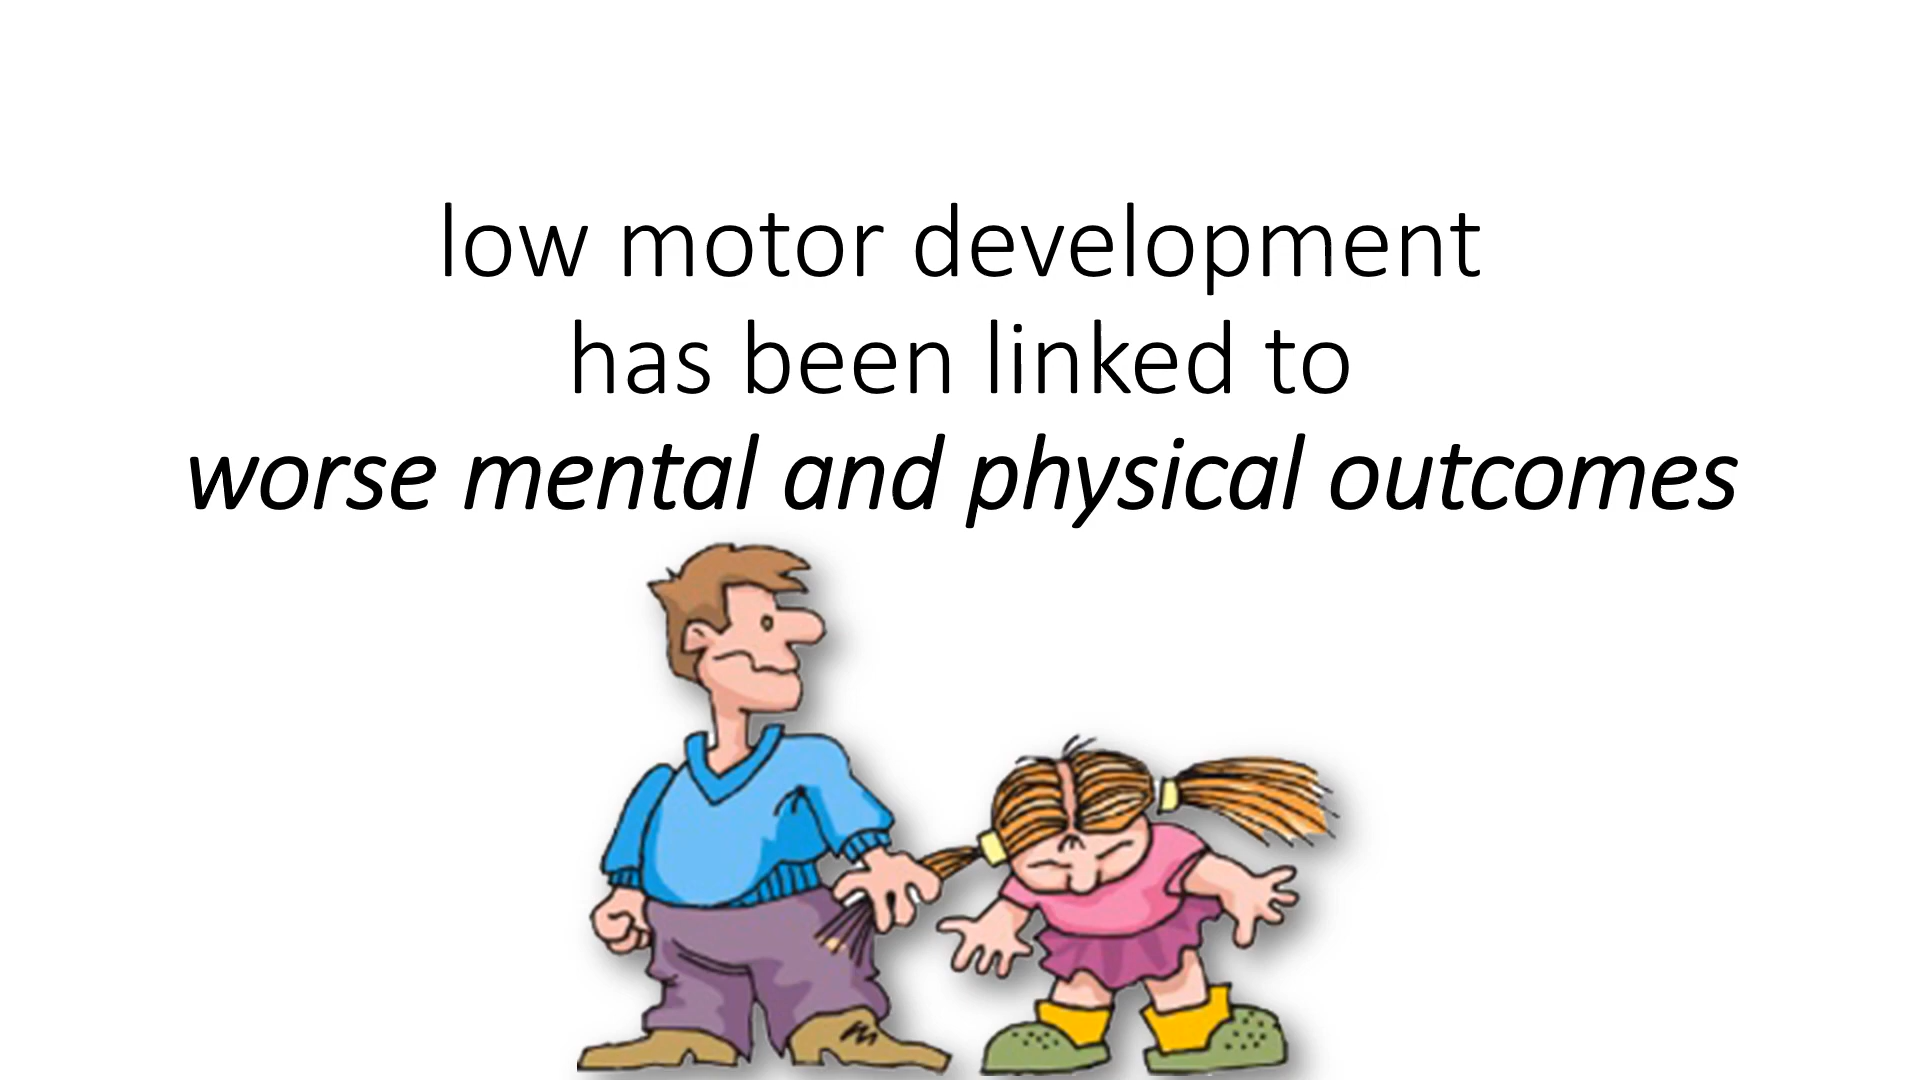 low motor development
has been linked to
worse mental and physical outcomes